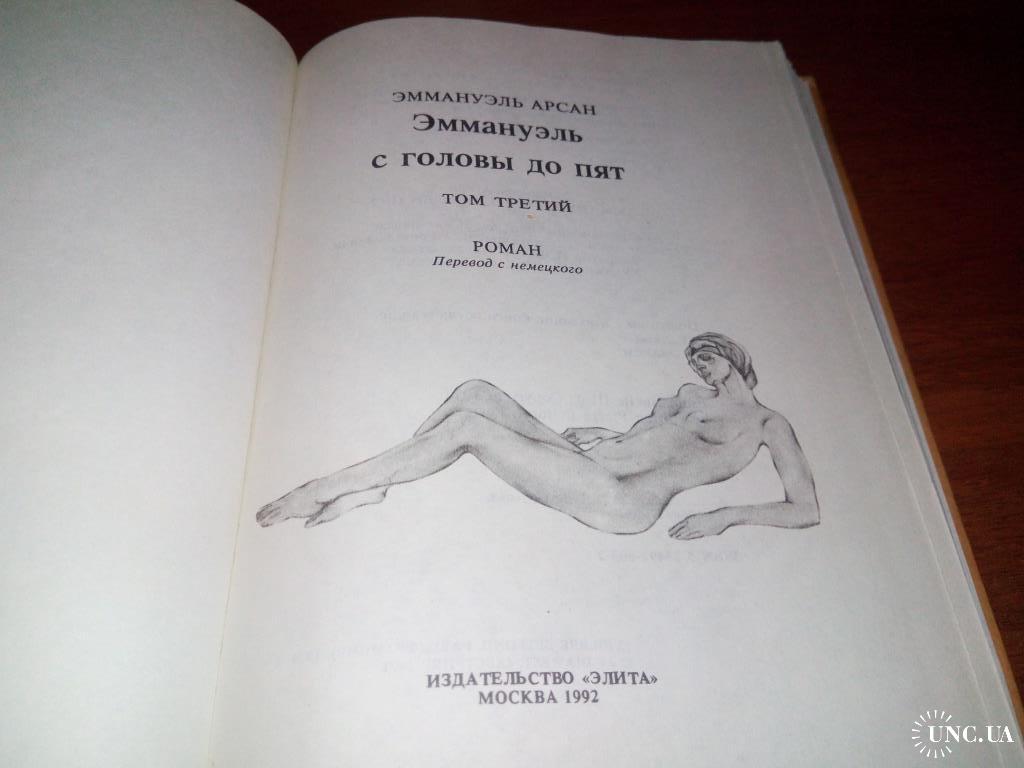 ЭММАНУЭЛЬ АРСАН
Эммануэль
с головы до пят
ТОМ ТРЕТИЙ
РОМАН
Перевод с немецкого
ИЗДАТЕЛЬСТВО «ЭЛИТА»
МОСКВА 1992
UNC.UA